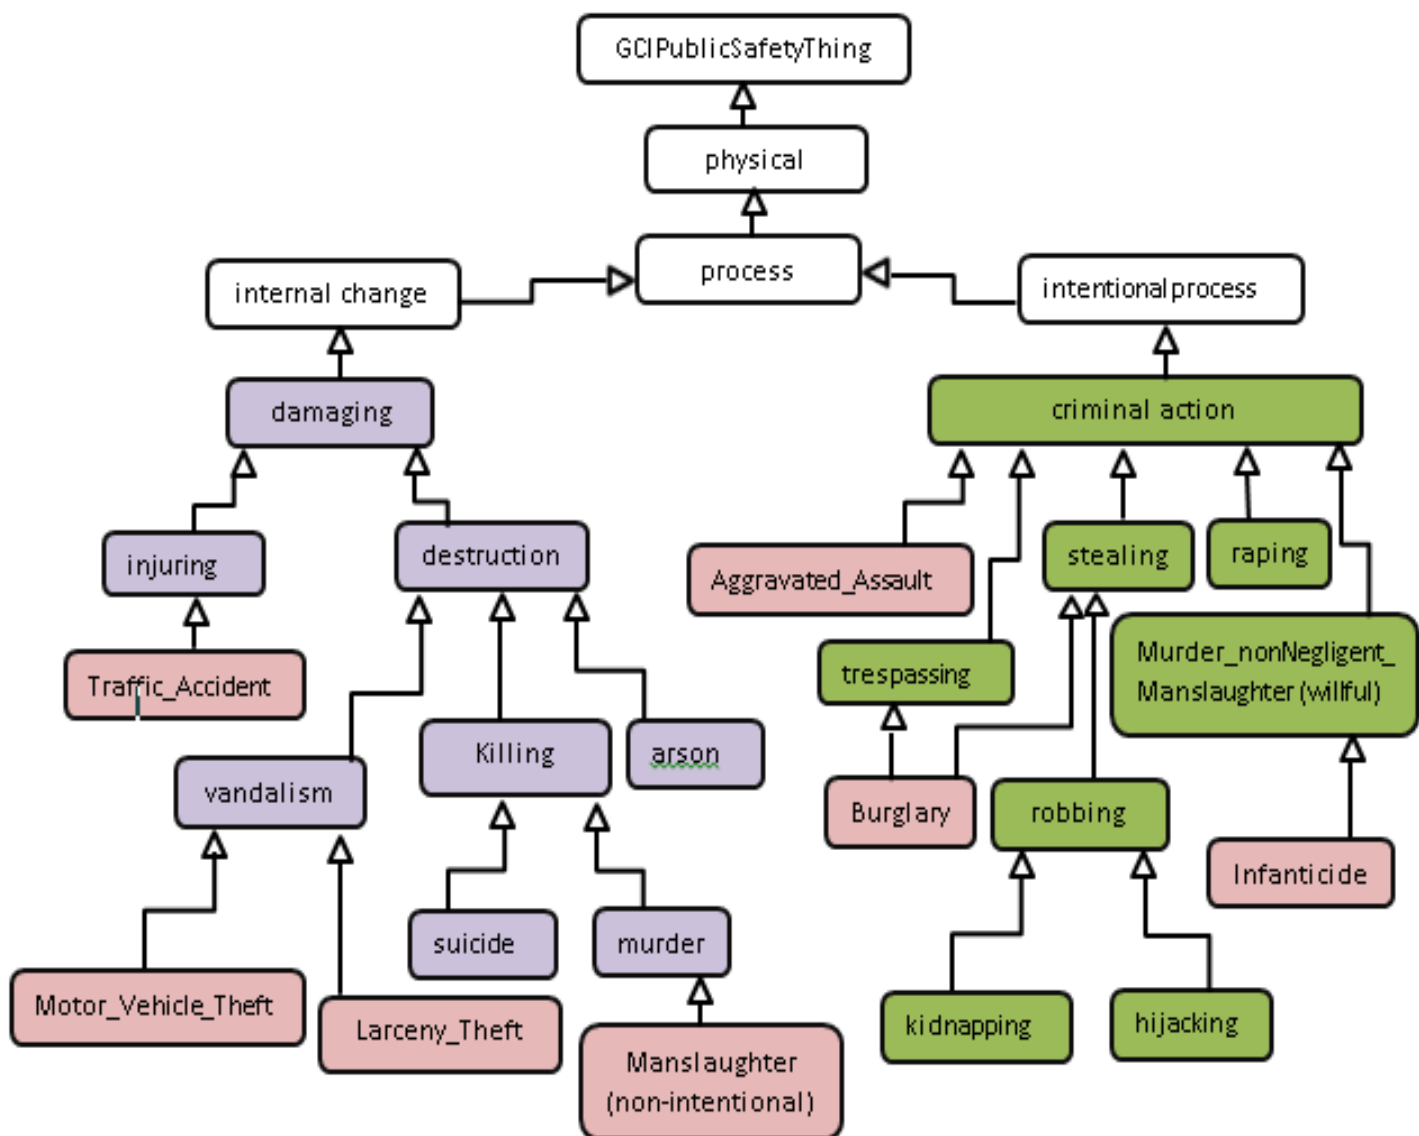 GCIPublicSafetyThing
physical
process
internal change
intentionalprocess
damaging
criminal action
injuring
destruction
Aggravated_Assault
stealing
raping
Traffic_Accident
trespassing
Murder_nonNegligent_
Manslaughter (willful)
vandalism
Killing
arson
Burglary
robbing
Infanticide
suicide
murder
Motor_Vehicle_Theft
Larceny_Theft
Manslaughter
(non-intentional)
kidnapping
hijacking